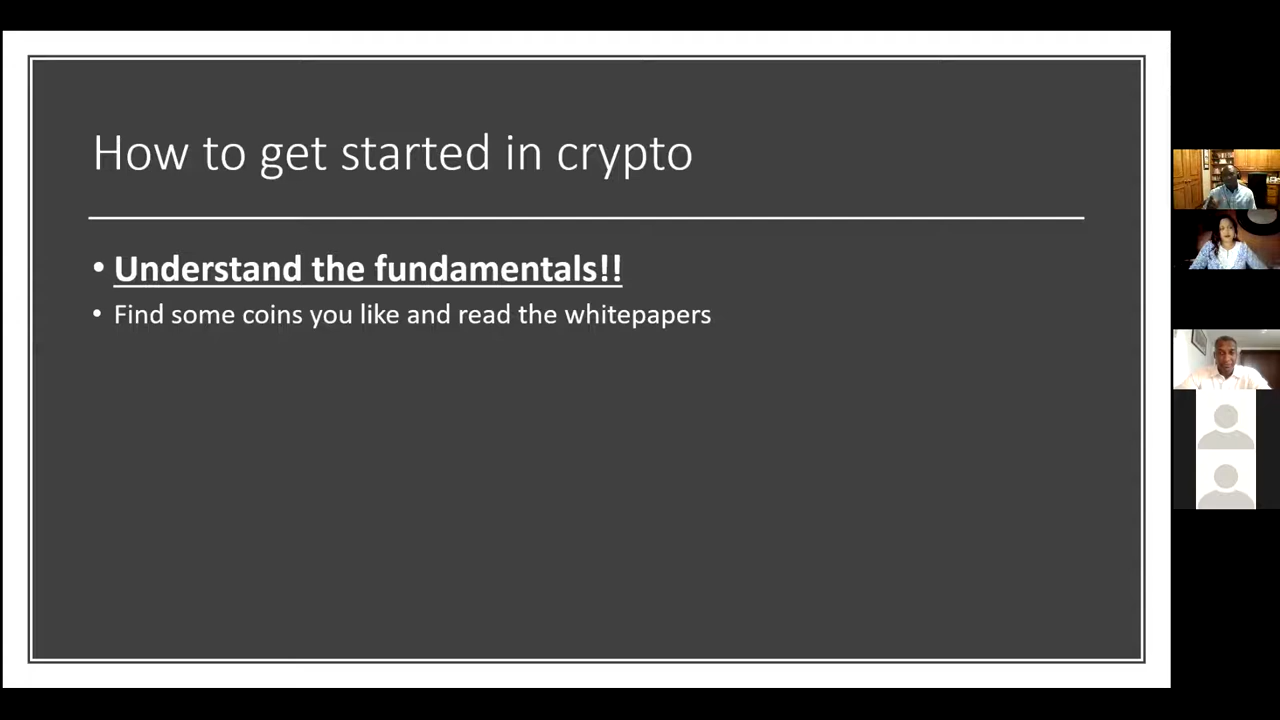 How to get started in crypto
• Understand the fundamentals!!
• Find some coins you like and read the whitepapers